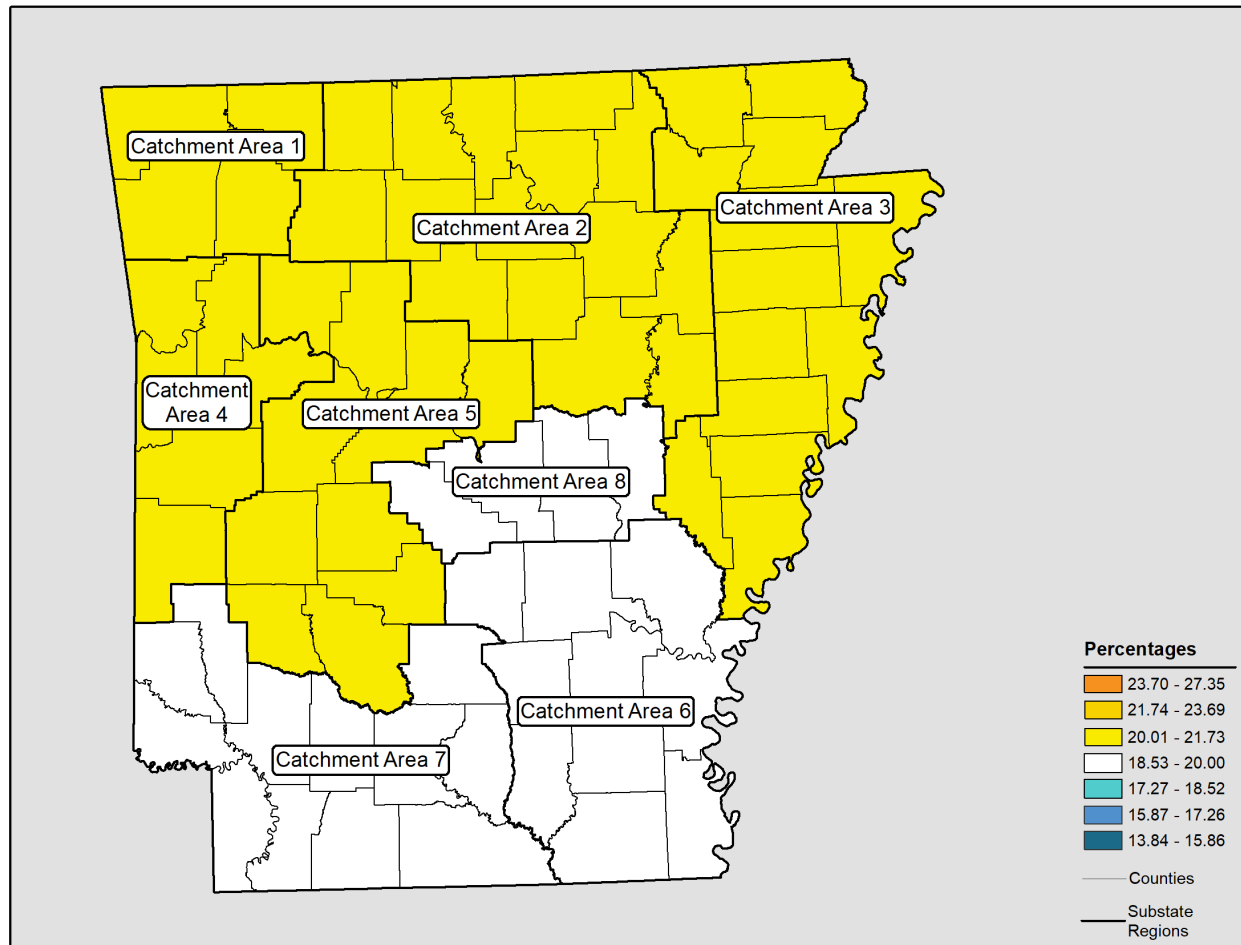 Catchment Area 1
Catchment Area 3
Catchment Area 2
Catchment
Area 4
Catchment Area 5
Catchment Area 8
Catchment Area 6
Catchment Area 7
Percentages
23.70 - 27.35
21.74 - 23.69
20.01 - 21.73
18.53 - 20.00
17.27 - 18.52
15.87 - 17.26
13.84 - 15.86
Counties
Substate
Regions